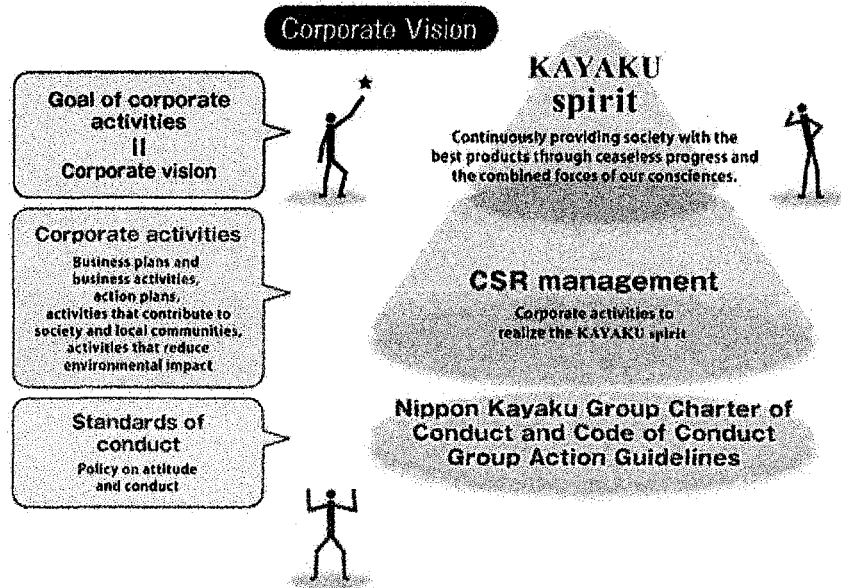 Corporate Vision
Goal of corporate
activities
||
Corporate vision
KAYAKU
spirit
Continuously providing society with the
best products through ceaseless progress and
the combined forces of our consciences.
Corporate activities
Business plans and
business activities,
action plans,
activities that contribute to
society and local communities,
activities that reduce
environmental impact
CSR management
Corporate activities to
realize the KAYAKU spirit
Standards of
conduct
Policy on attitude
and conduct
Nippon Kayaku Group Charter of
Conduct and Code of Conduct
Group Action Guidelines